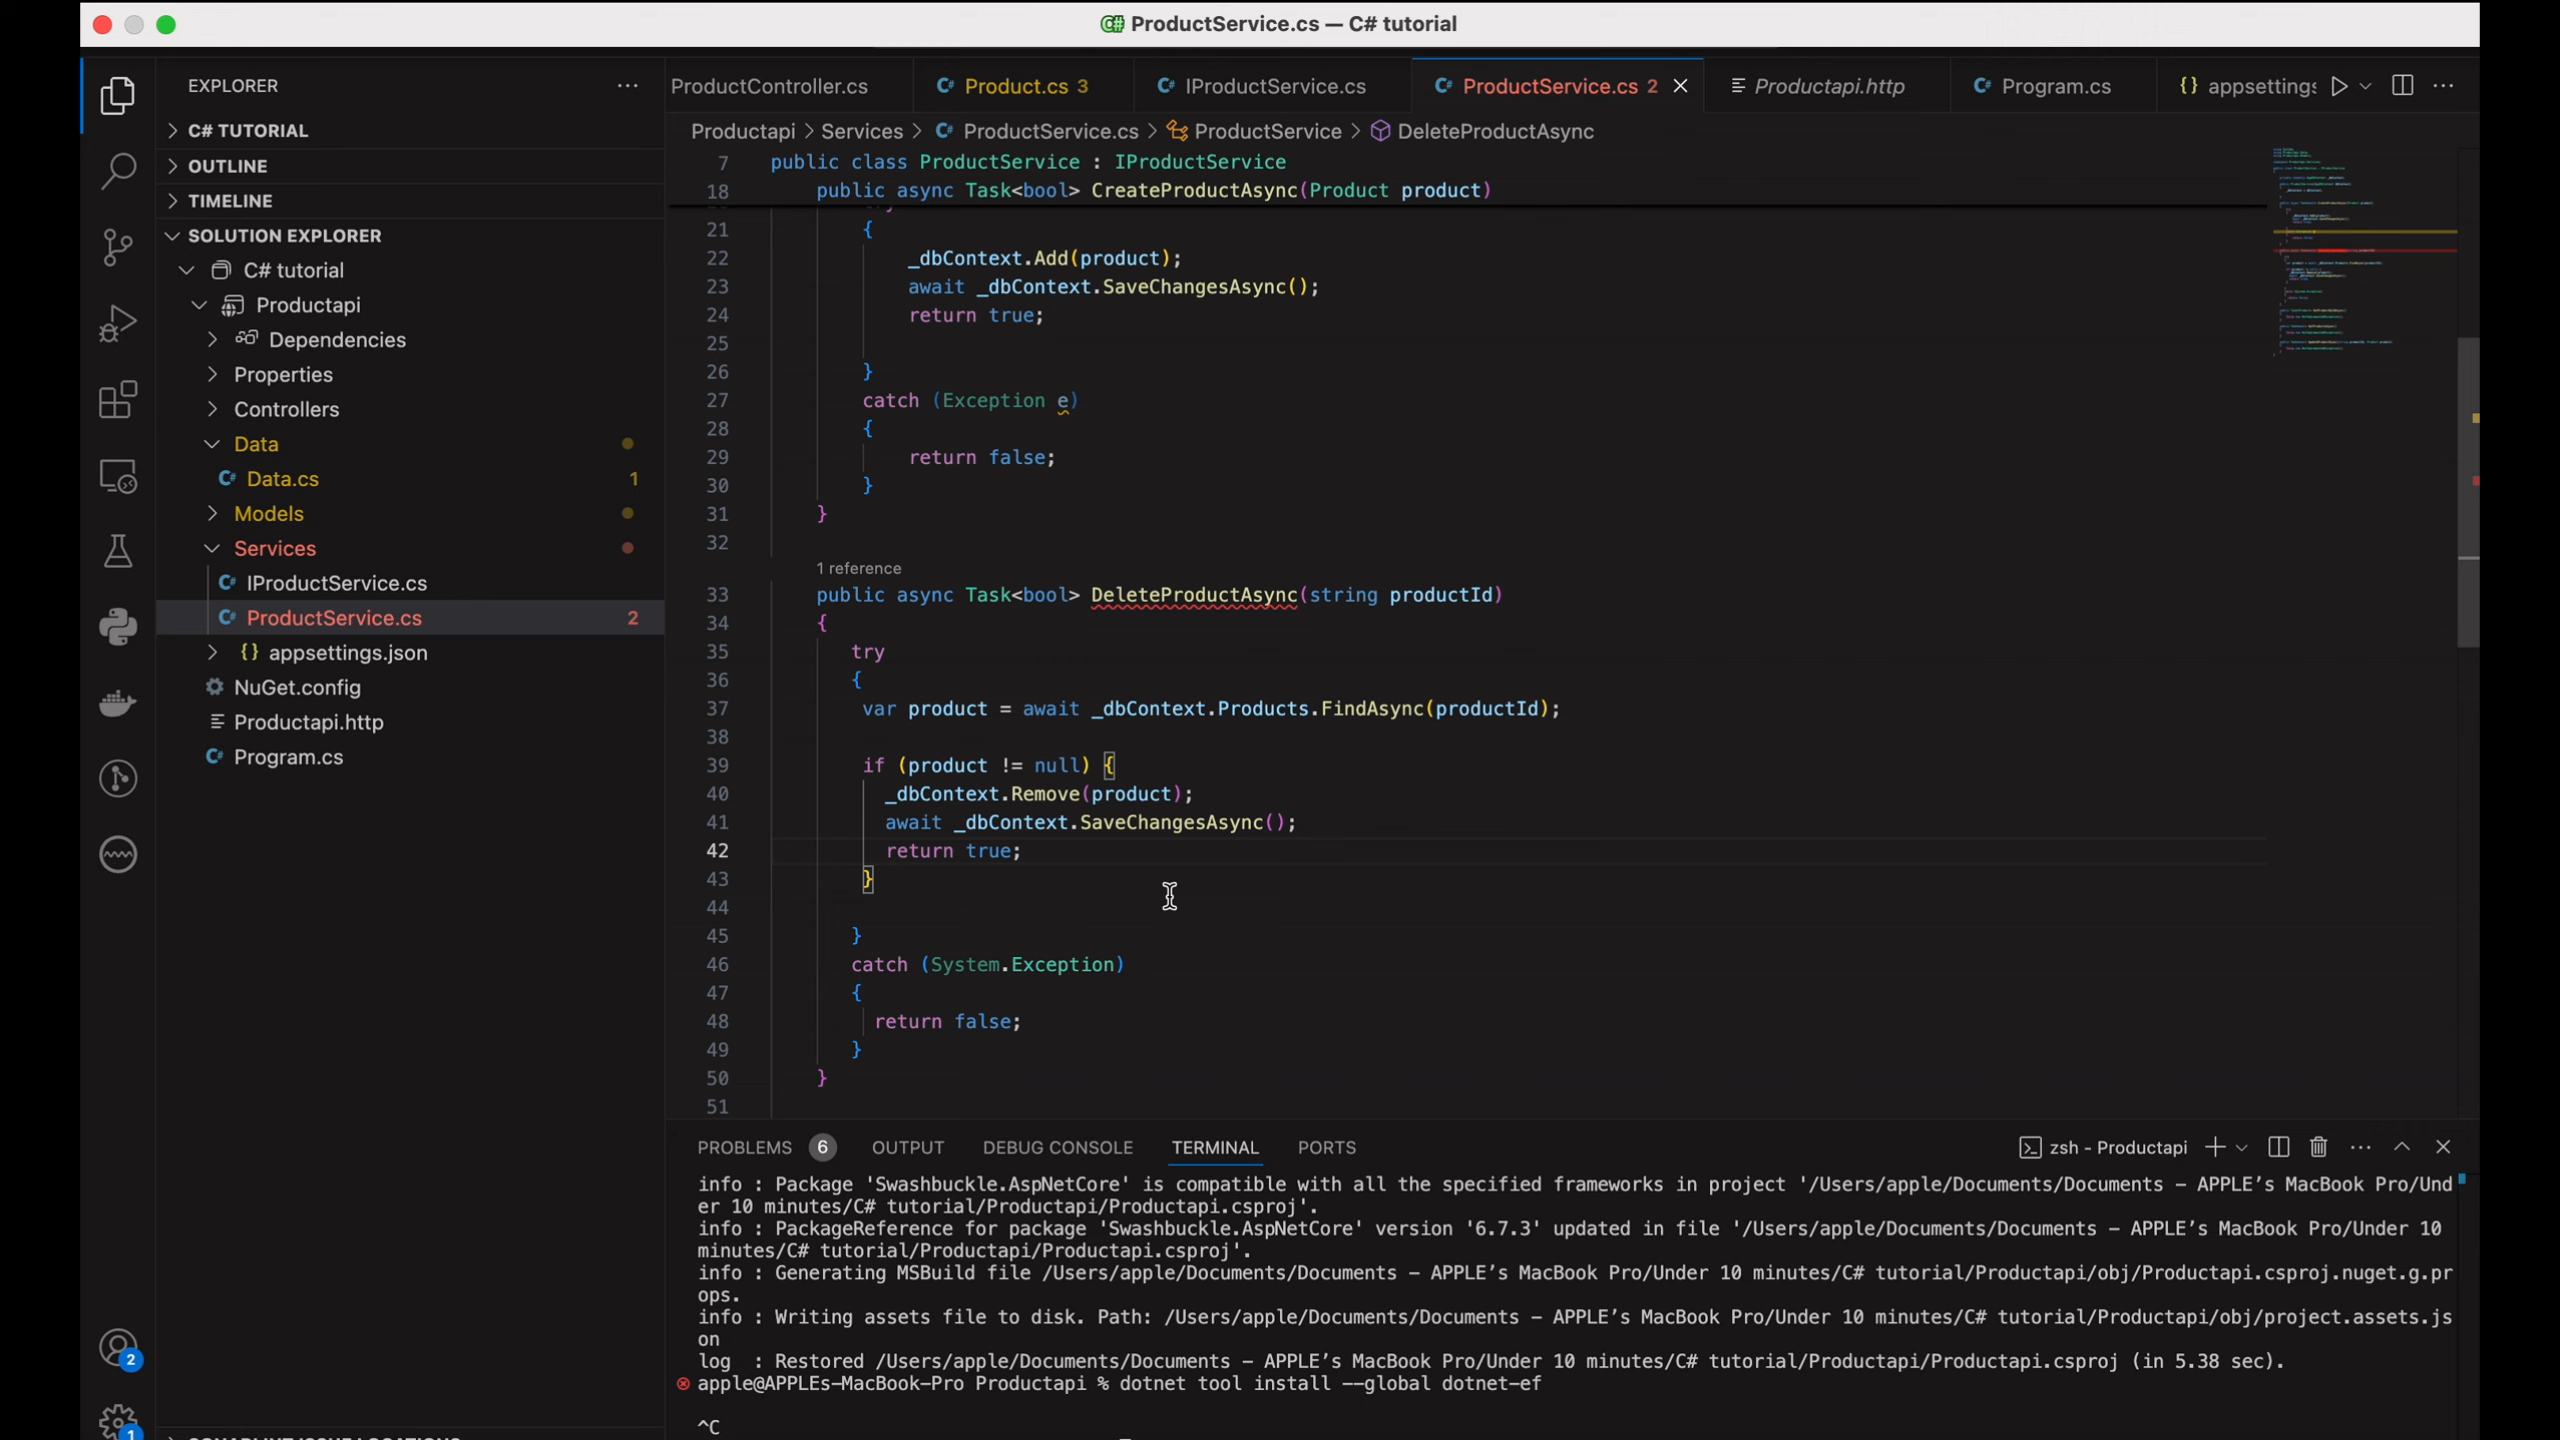 ProductService.cs — C# tutorial
EXPLORER
ProductController.cs
Product.cs 3
IProductService.cs
ProductService.cs 2
Productapi.http
Program.cs
{} appsettings
C# TUTORIAL
OUTLINE
TIMELINE
SOLUTION EXPLORER
C# tutorial
Productapi
Dependencies
Properties
Controllers
Data
Data.cs 1
Models
Services
IProductService.cs
ProductService.cs 2
{} appsettings.json
NuGet.config
Productapi.http
Program.cs
2
1
Productapi > Services > ProductService.cs > ProductService > DeleteProductAsync
7 public class ProductService : IProductService
18 public async Task<bool> CreateProductAsync(Product product)
21 {
22 _dbContext.Add(product);
23 await _dbContext.SaveChangesAsync();
24 return true;
25
26 }
27 catch (Exception e)
28 {
29 return false;
30 }
31 }
32
1 reference
33 public async Task<bool> DeleteProductAsync(string productId)
34 {
35 try
36 {
37 var product = await _dbContext.Products.FindAsync(productId);
38
39 if (product != null) {
40 _dbContext.Remove(product);
41 await _dbContext.SaveChangesAsync();
42 return true;
43 }
44
45 }
46 catch (System.Exception)
47 {
48 return false;
49 }
50 }
51
PROBLEMS 6 OUTPUT DEBUG CONSOLE TERMINAL PORTS
zsh - Productapi
info : Package 'Swashbuckle.AspNetCore' is compatible with all the specified frameworks in project '/Users/apple/Documents/Documents – APPLE’s MacBook Pro/Und
er 10 minutes/C# tutorial/Productapi/Productapi.csproj'.
info : PackageReference for package 'Swashbuckle.AspNetCore' version '6.7.3' updated in file '/Users/apple/Documents/Documents – APPLE’s MacBook Pro/Under 10
minutes/C# tutorial/Productapi/Productapi.csproj'.
info : Generating MSBuild file /Users/apple/Documents/Documents – APPLE’s MacBook Pro/Under 10 minutes/C# tutorial/Productapi/obj/Productapi.csproj.nuget.g.pr
ops.
info : Writing assets file to disk. Path: /Users/apple/Documents/Documents – APPLE’s MacBook Pro/Under 10 minutes/C# tutorial/Productapi/obj/project.assets.js
on
log : Restored /Users/apple/Documents/Documents – APPLE’s MacBook Pro/Under 10 minutes/C# tutorial/Productapi/Productapi.csproj (in 5.38 sec).
apple@APPLEs-MacBook-Pro Productapi % dotnet tool install --global dotnet-ef
^C